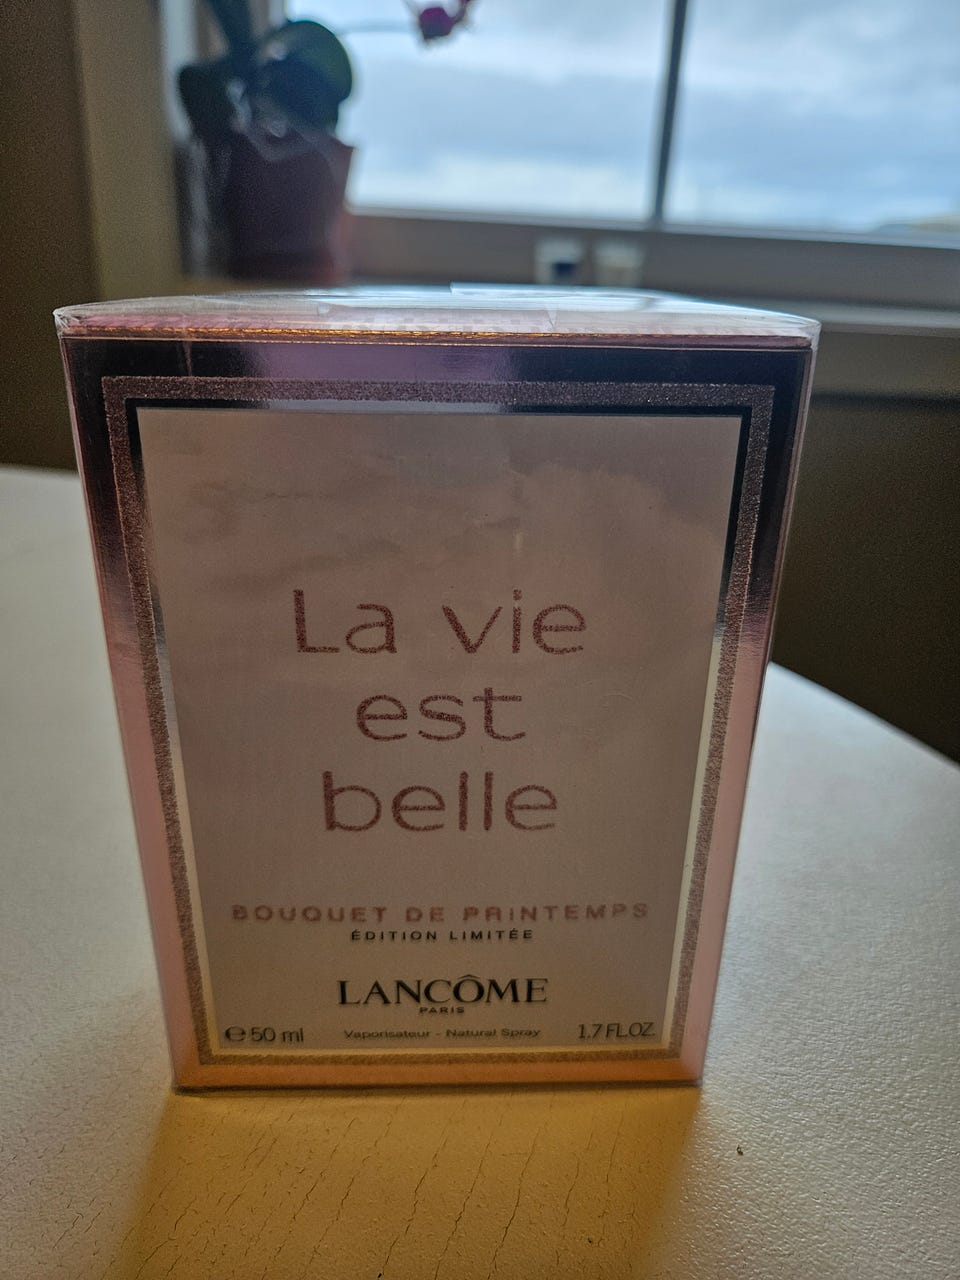 La vie
est
belle
BOUQUET DE PRINTEMPS
ÉDITION LIMITÉE
LANCÔME
PARIS
℮ 50 ml Vaporisateur - Natural Spray 1.7 FL.OZ.